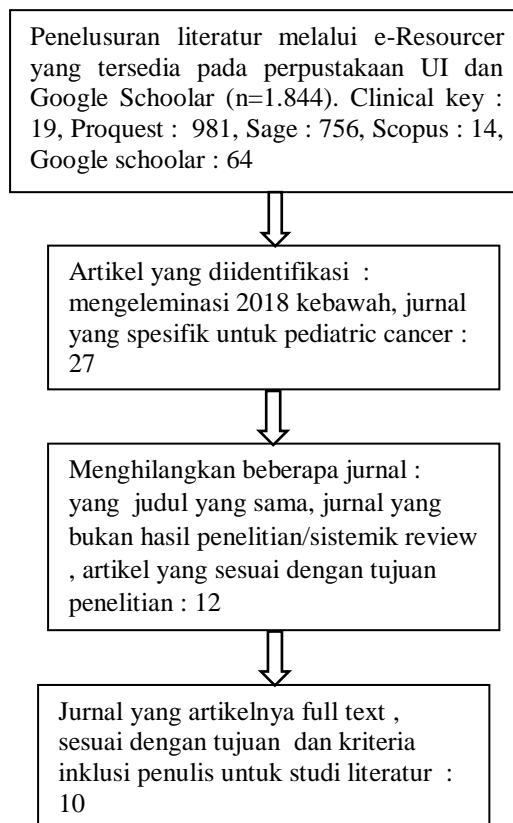 Penelusuran literatur melalui e-Resourcer
yang tersedia pada perpustakaan UI dan
Google Schoolar (n=1.844). Clinical key :
19, Proquest : 981, Sage : 756, Scopus : 14,
Google schoolar : 64
Artikel yang diidentifikasi :
mengeleminasi 2018 kebawah, jurnal
yang spesifik untuk pediatric cancer :
27
Menghilangkan beberapa jurnal :
yang judul yang sama, jurnal yang
bukan hasil penelitian/sistemik review
, artikel yang sesuai dengan tujuan
penelitian : 12
Jurnal yang artikelnya full text ,
sesuai dengan tujuan dan kriteria
inklusi penulis untuk studi literatur :
10